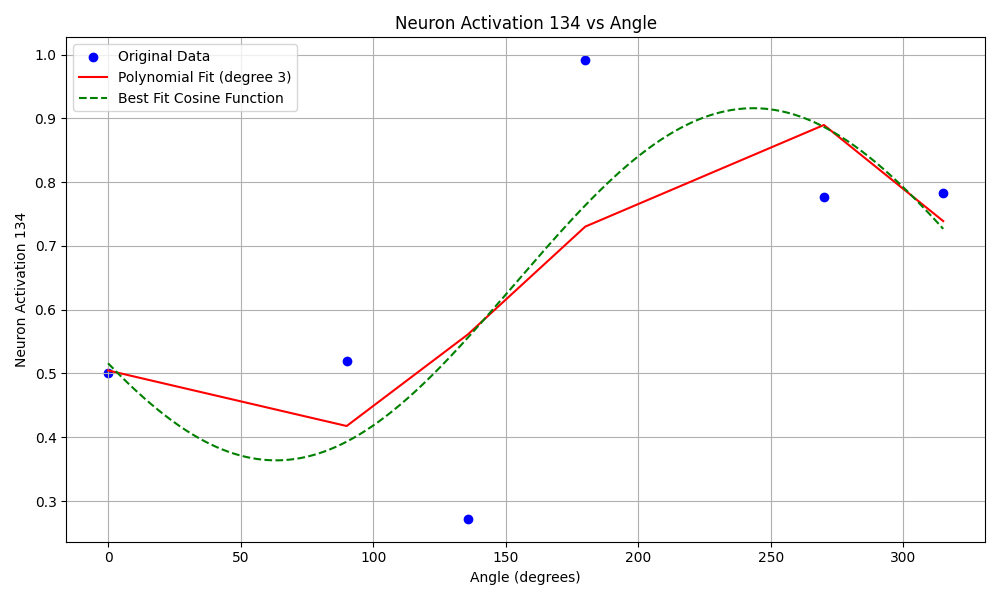 Neuron Activation 134 vs Angle
Original Data
Polynomial Fit (degree 3)
Best Fit Cosine Function
1.0
0.9
0.8
0.7
0.6
0.5
0.4
0.3
Neuron Activation 134
0
50
100
150
200
250
300
Angle (degrees)